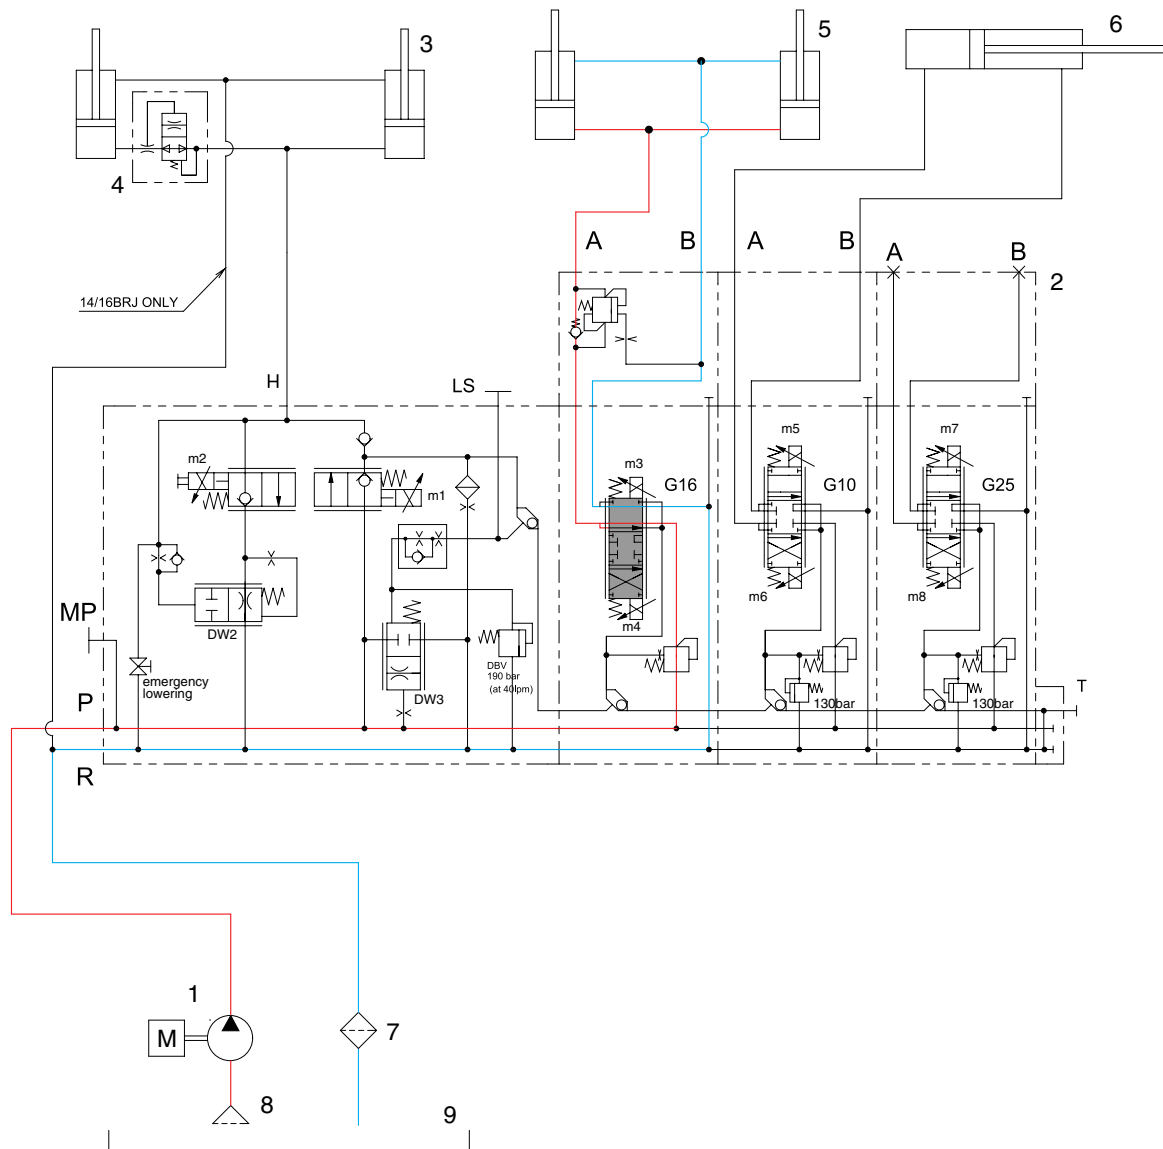 3
5
6
4
A
B
A
B
A
B
2
14/16BRJ ONLY
H
LS
m2
m1
m3
G16
m5
G10
m7
G25
MP
DW2
emergency
lowering
DBV
190 bar
(at 40lpm)
DW3
m4
m6
m8
P
130bar
130bar
T
R
1
M
7
8
9